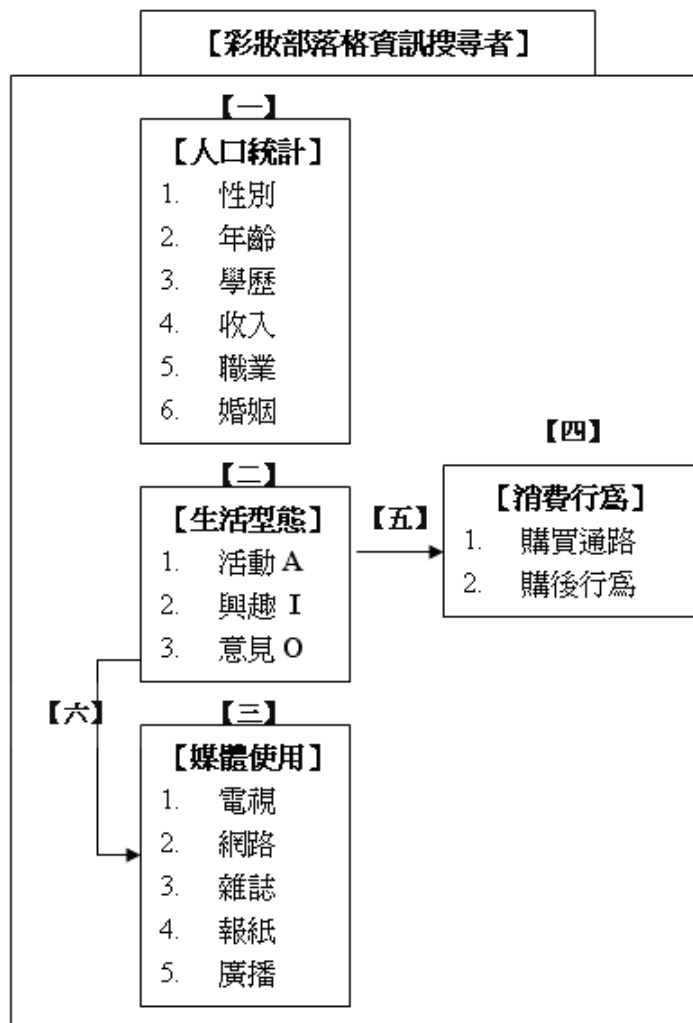 【彩妝部落格資訊搜尋者】
【一】
【人口統計】
1. 性別
2. 年齡
3. 學歷
4. 收入
5. 職業
6. 婚姻
【二】
【生活型態】
1. 活動 A
2. 興趣 I
3. 意見 O
【五】
【四】
【消費行為】
1. 購買通路
2. 購後行為
【六】
【三】
【媒體使用】
1. 電視
2. 網路
3. 雜誌
4. 報紙
5. 廣播